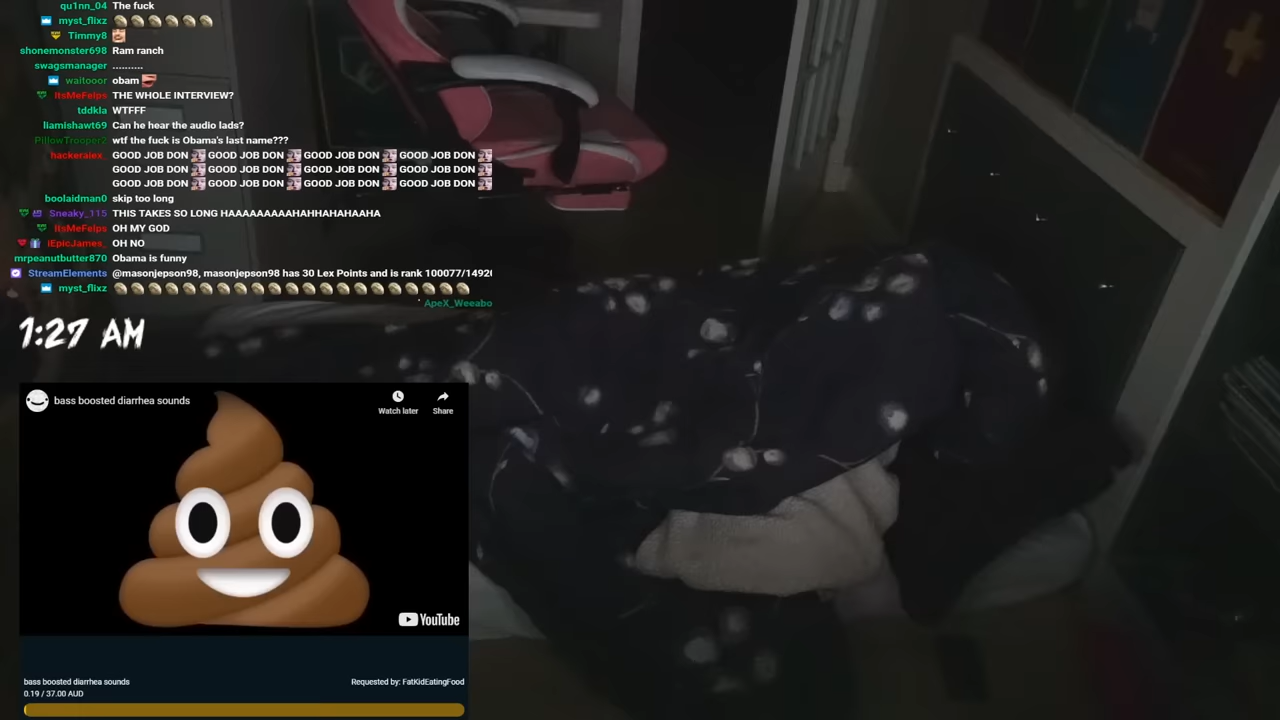 qu1nn_04 The fuck
myst_flixz
Timmy8
shonemonster698 Ram ranch
swagsmanager ..........
waitooor obam
ItsMeFelps THE WHOLE INTERVIEW?
tddkla WTFFF
liamishawt69 Can he hear the audio lads?
PillowTrooper2 wtf the fuck is Obama's last name???
hackeralex_ GOOD JOB DON GOOD JOB DON GOOD JOB DON GOOD JOB DON
GOOD JOB DON GOOD JOB DON GOOD JOB DON GOOD JOB DON
GOOD JOB DON GOOD JOB DON GOOD JOB DON GOOD JOB DON
boolaidman0 skip too long
Sneaky_115 THIS TAKES SO LONG HAAAAAAAAAHAHHAHAHAAHA
ItsMeFelps OH MY GOD
iEpicJames_ OH NO
mrpeanutbutter870 Obama is funny
StreamElements @masonjepson98, masonjepson98 has 30 Lex Points and is rank 100077/1492
myst_flixz
ApeX_Weeabo
1:27 AM
bass boosted diarrhea sounds
Watch later
Share
YouTube
bass boosted diarrhea sounds
Requested by: FatKidEatingFood
0.19 / 37.00 AUD